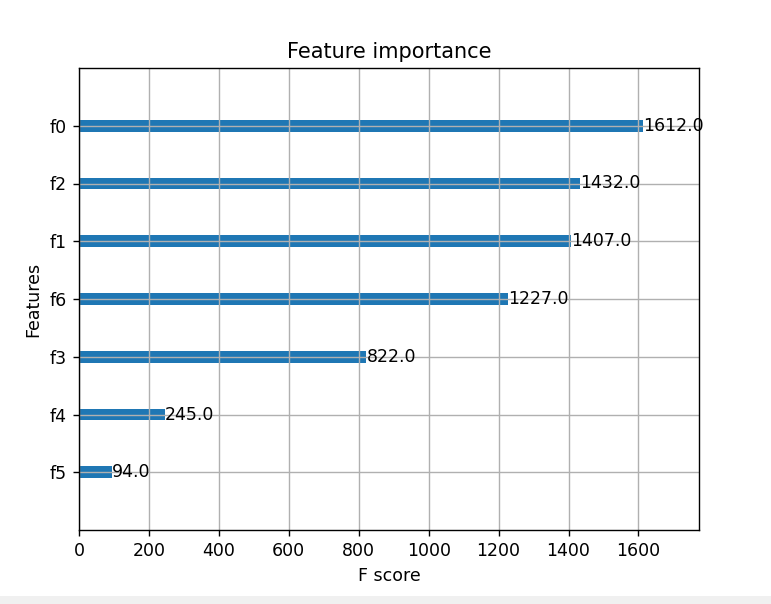 Feature importance
f0 1612.0
f2 1432.0
f1 1407.0
f6 1227.0
Features
f3 822.0
f4 245.0
f5 94.0
0 200 400 600 800 1000 1200 1400 1600
F score